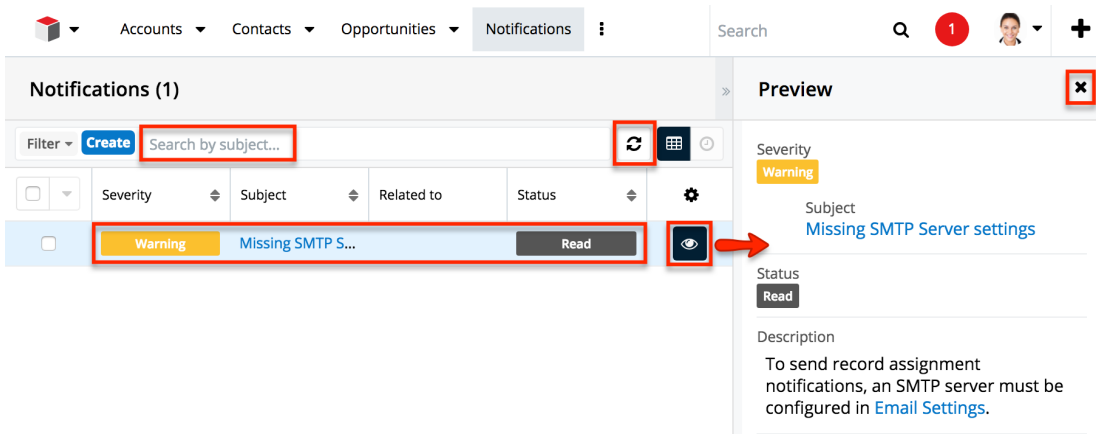 Accounts Contacts Opportunities Notifications Search 1
Notifications (1)
Filter Create Search by subject...
Severity Subject Related to Status
Warning Missing SMTP S... Read
Preview
Severity
Warning
Subject
Missing SMTP Server settings
Status
Read
Description
To send record assignment
notifications, an SMTP server must be
configured in Email Settings.